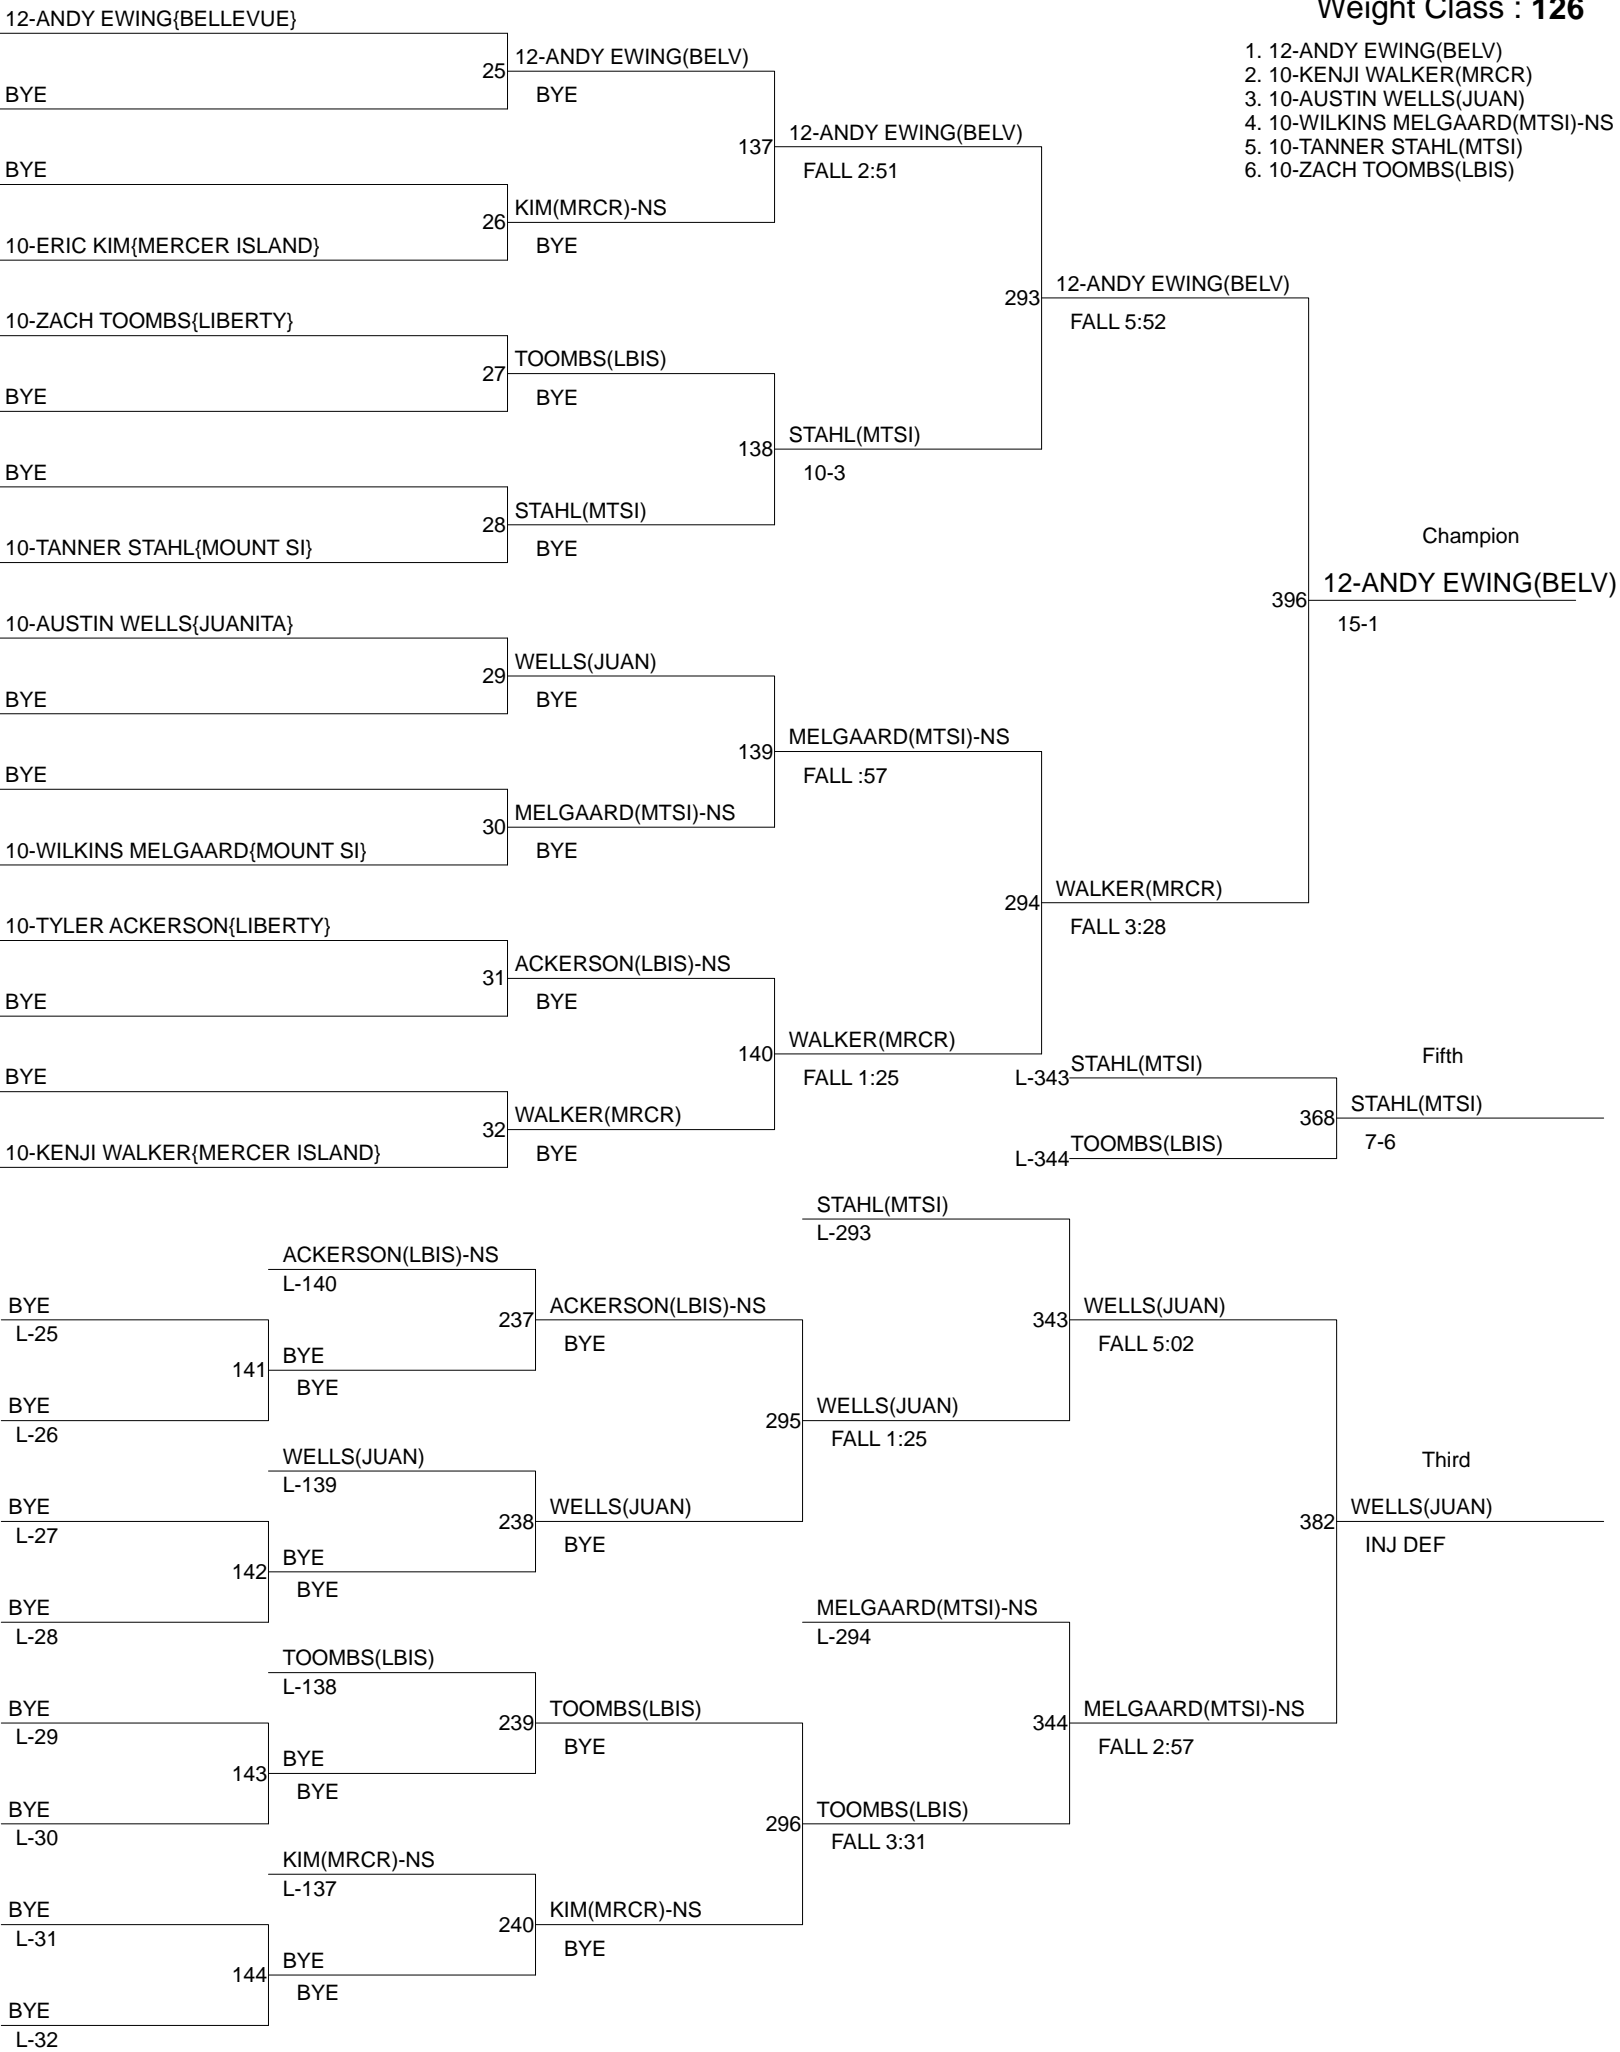 Weight Class : 126
1. 12-ANDY EWING(BELV)
2. 10-KENJI WALKER(MRCR)
3. 10-AUSTIN WELLS(JUAN)
4. 10-WILKINS MELGAARD(MTSI)-NS
5. 10-TANNER STAHL(MTSI)
6. 10-ZACH TOOMBS(LBIS)
12-ANDY EWING{BELLEVUE}
BYE
BYE
10-ERIC KIM{MERCER ISLAND}
10-ZACH TOOMBS{LIBERTY}
BYE
BYE
10-TANNER STAHL{MOUNT SI}
10-AUSTIN WELLS{JUANITA}
BYE
BYE
10-WILKINS MELGAARD{MOUNT SI}
10-TYLER ACKERSON{LIBERTY}
BYE
BYE
10-KENJI WALKER{MERCER ISLAND}
25
12-ANDY EWING(BELV)
BYE
26
KIM(MRCR)-NS
BYE
27
TOOMBS(LBIS)
BYE
28
STAHL(MTSI)
BYE
29
WELLS(JUAN)
BYE
30
MELGAARD(MTSI)-NS
BYE
31
ACKERSON(LBIS)-NS
BYE
32
WALKER(MRCR)
BYE
137
12-ANDY EWING(BELV)
FALL 2:51
138
STAHL(MTSI)
10-3
139
MELGAARD(MTSI)-NS
FALL :57
140
WALKER(MRCR)
FALL 1:25
293
12-ANDY EWING(BELV)
FALL 5:52
294
WALKER(MRCR)
FALL 3:28
Champion
396
12-ANDY EWING(BELV)
15-1
L-343
STAHL(MTSI)
L-344
TOOMBS(LBIS)
Fifth
368
STAHL(MTSI)
7-6
BYE
L-25
BYE
L-26
BYE
L-27
BYE
L-28
BYE
L-29
BYE
L-30
BYE
L-31
BYE
L-32
ACKERSON(LBIS)-NS
L-140
141
BYE
BYE
WELLS(JUAN)
L-139
142
BYE
BYE
TOOMBS(LBIS)
L-138
143
BYE
BYE
KIM(MRCR)-NS
L-137
144
BYE
BYE
237
ACKERSON(LBIS)-NS
BYE
238
WELLS(JUAN)
BYE
239
TOOMBS(LBIS)
BYE
240
KIM(MRCR)-NS
BYE
STAHL(MTSI)
L-293
295
WELLS(JUAN)
FALL 1:25
MELGAARD(MTSI)-NS
L-294
296
TOOMBS(LBIS)
FALL 3:31
343
WELLS(JUAN)
FALL 5:02
344
MELGAARD(MTSI)-NS
FALL 2:57
Third
382
WELLS(JUAN)
INJ DEF